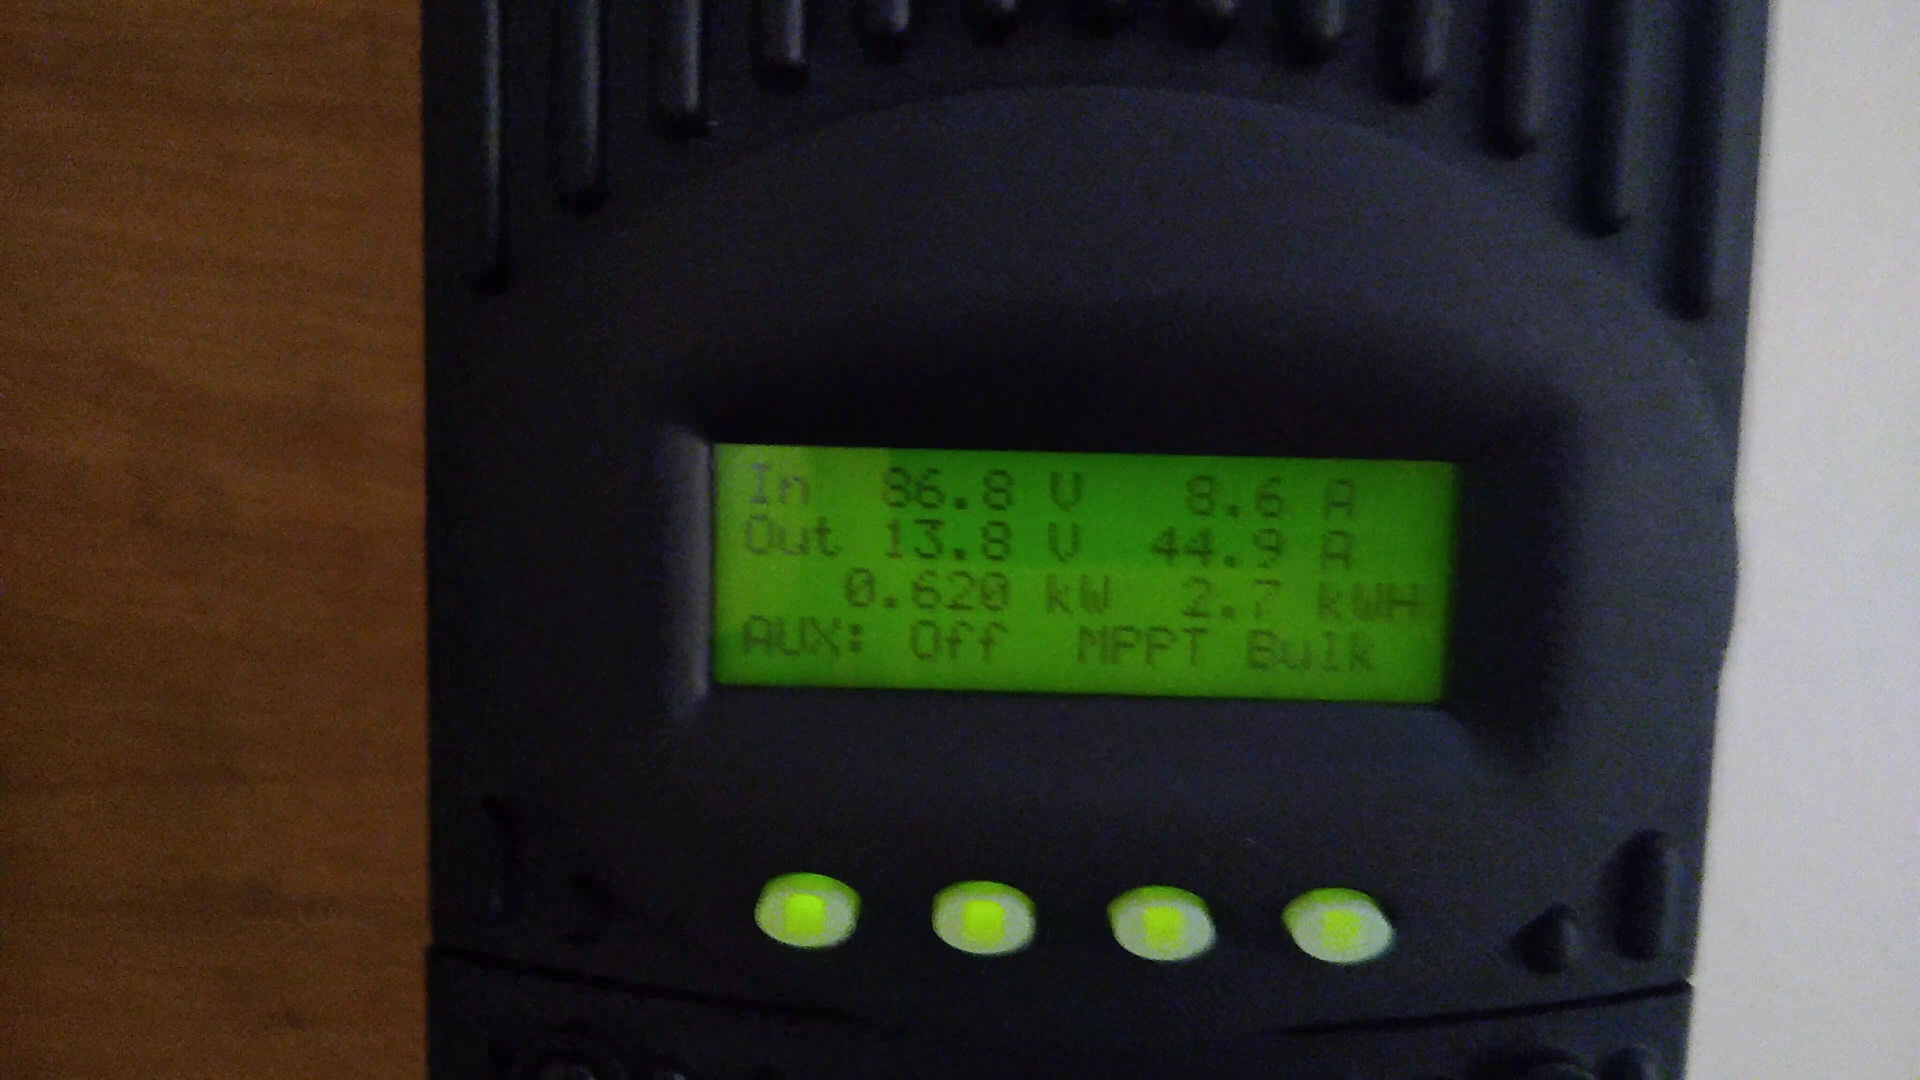 In 86.8 V 8.6 A
Out 13.8 V 44.9 A
0.620 kW 2.7 kWH
AUX: Off MPPT Bulk